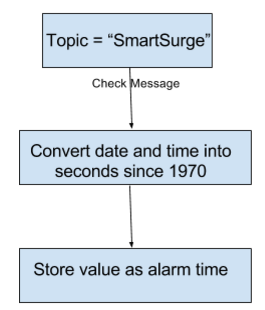 Topic = “SmartSurge”
Check Message
Convert date and time into
seconds since 1970
Store value as alarm time